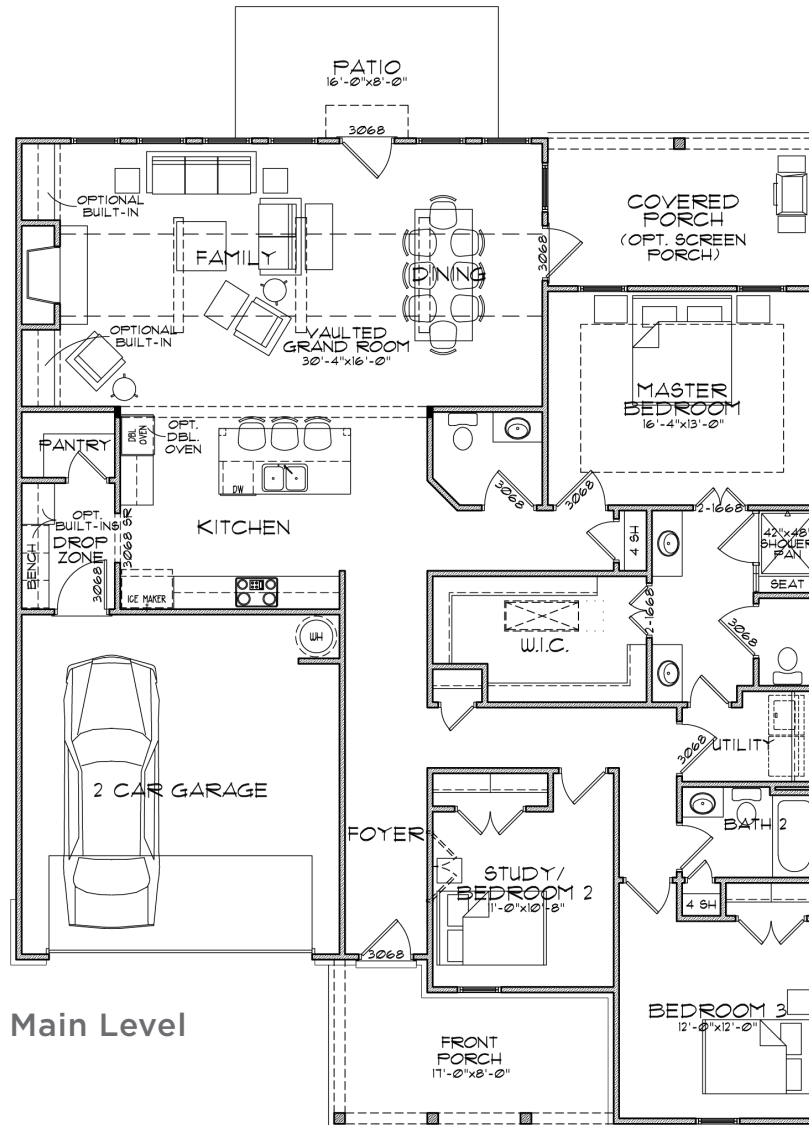 PATIO
16'-0"x8'-0"
3068
OPTIONAL
BUILT-IN
FAMILY
DINING
3068
COVERED
PORCH
(OPT. SCREEN
PORCH)
OPTIONAL
BUILT-IN
VAULTED
GRAND ROOM
30'-4"x16'-0"
MASTER
BEDROOM
16'-4"x13'-0"
PANTRY
DBL
OVEN
OPT.
DBL.
OVEN
DW
KITCHEN
OPT.
BUILT-INS
DROP
ZONE
BENCH
3068 SR
3068
ICE MAKER
3068
3068
4 SH
2-1668
42"x48"
SHOWER
PAN
SEAT
2-1668
3068
W.I.C.
WH
3068
UTILITY
2 CAR GARAGE
FOYER
BATH 2
STUDY/
BEDROOM 2
11'-0"x10'-8"
4 SH
3068
BEDROOM 3
12'-0"x12'-0"
Main Level
FRONT
PORCH
17'-0"x8'-0"